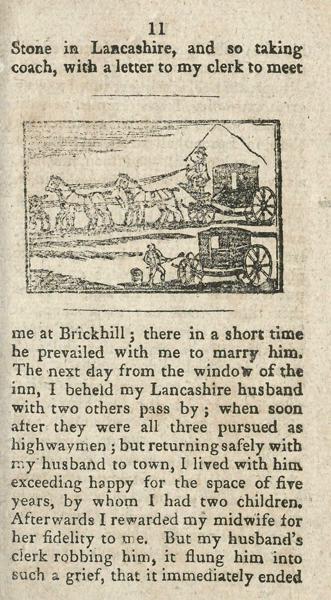 11
Stone in Lancashire, and so taking
coach, with a letter to my clerk to meet
me at Brickhill; there in a short time
he prevailed with me to marry him.
The next day from the window of the
inn, I beheld my Lancashire husband
with two others pass by; when soon
after they were all three pursued as
highwaymen; but returning safely with
my husband to town, I lived with him
exceeding happy for the space of five
years, by whom I had two children.
Afterwards I rewarded my midwife for
her fidelity to me. But my husband's
clerk robbing him, it flung him into
such a grief, that it immediately ended